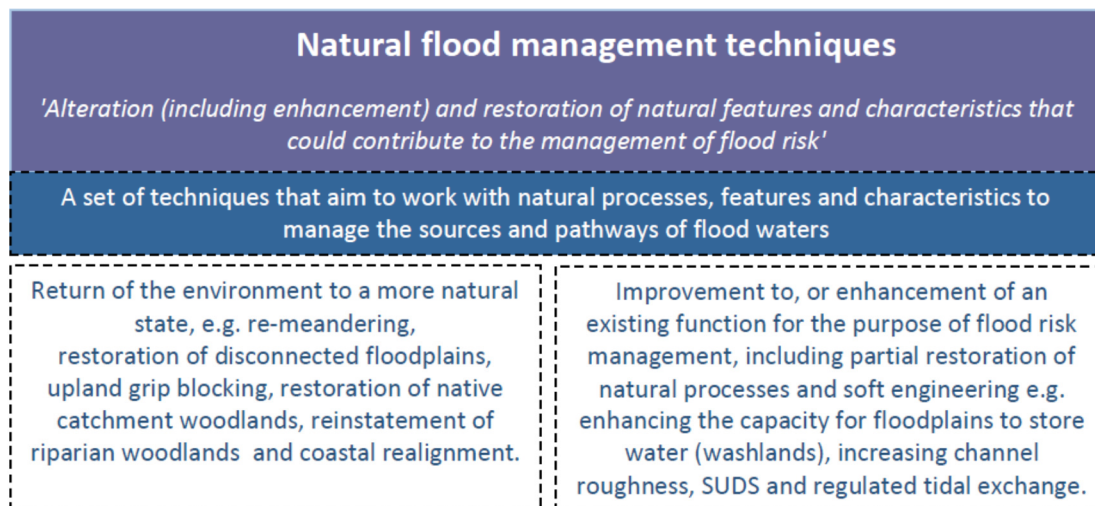 Natural flood management techniques
'Alteration (including enhancement) and restoration of natural features and characteristics that
could contribute to the management of flood risk'
A set of techniques that aim to work with natural processes, features and characteristics to
manage the sources and pathways of flood waters
Return of the environment to a more natural
state, e.g. re-meandering,
restoration of disconnected floodplains,
upland grip blocking, restoration of native
catchment woodlands, reinstatement of
riparian woodlands and coastal realignment.
Improvement to, or enhancement of an
existing function for the purpose of flood risk
management, including partial restoration of
natural processes and soft engineering e.g.
enhancing the capacity for floodplains to store
water (washlands), increasing channel
roughness, SUDS and regulated tidal exchange.